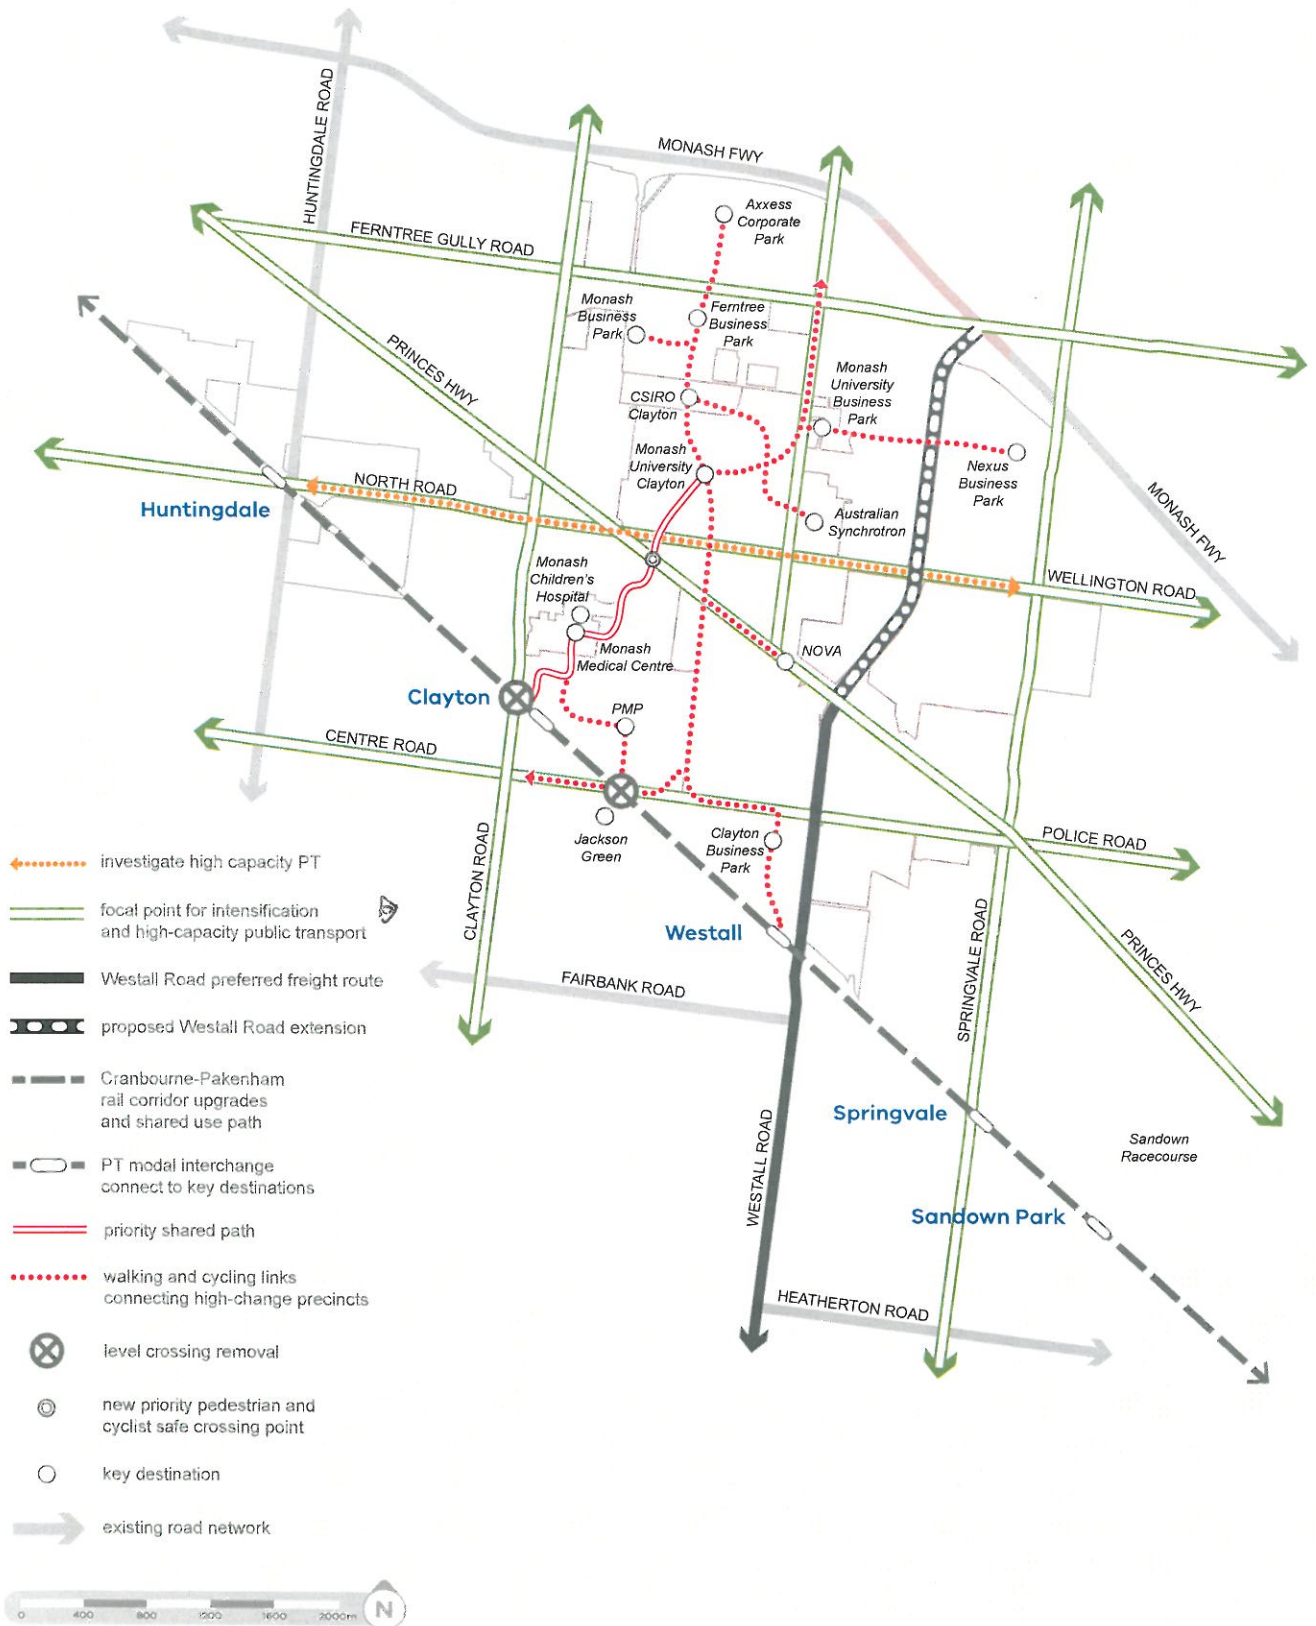 HUNTINGDALE ROAD
MONASH FWY
Axxess
Corporate
Park
FERNTREE GULLY ROAD
Monash
Business
Park
Ferntree
Business
Park
PRINCES HWY
Monash
University
Business
Park
CSIRO
Clayton
Monash
University
Clayton
Nexus
Business
Park
NORTH ROAD
Huntingdale
Australian
Synchrotron
MONASH FWY
Monash
Children's
Hospital
WELLINGTON ROAD
Monash
Medical Centre
NOVA
Clayton
PMP
CENTRE ROAD
Jackson
Green
Clayton
Business
Park
POLICE ROAD
CLAYTON ROAD
Westall
FAIRBANK ROAD
SPRINGVALE ROAD
PRINCES HWY
Springvale
Sandown
Racecourse
WESTALL ROAD
Sandown Park
HEATHERTON ROAD
investigate high capacity PT
focal point for intensification
and high-capacity public transport
Westall Road preferred freight route
proposed Westall Road extension
Cranbourne-Pakenham
rail corridor upgrades
and shared use path
PT modal interchange
connect to key destinations
priority shared path
walking and cycling links
connecting high-change precincts
level crossing removal
new priority pedestrian and
cyclist safe crossing point
key destination
existing road network
0 400 800 1200 1600 2000m
N